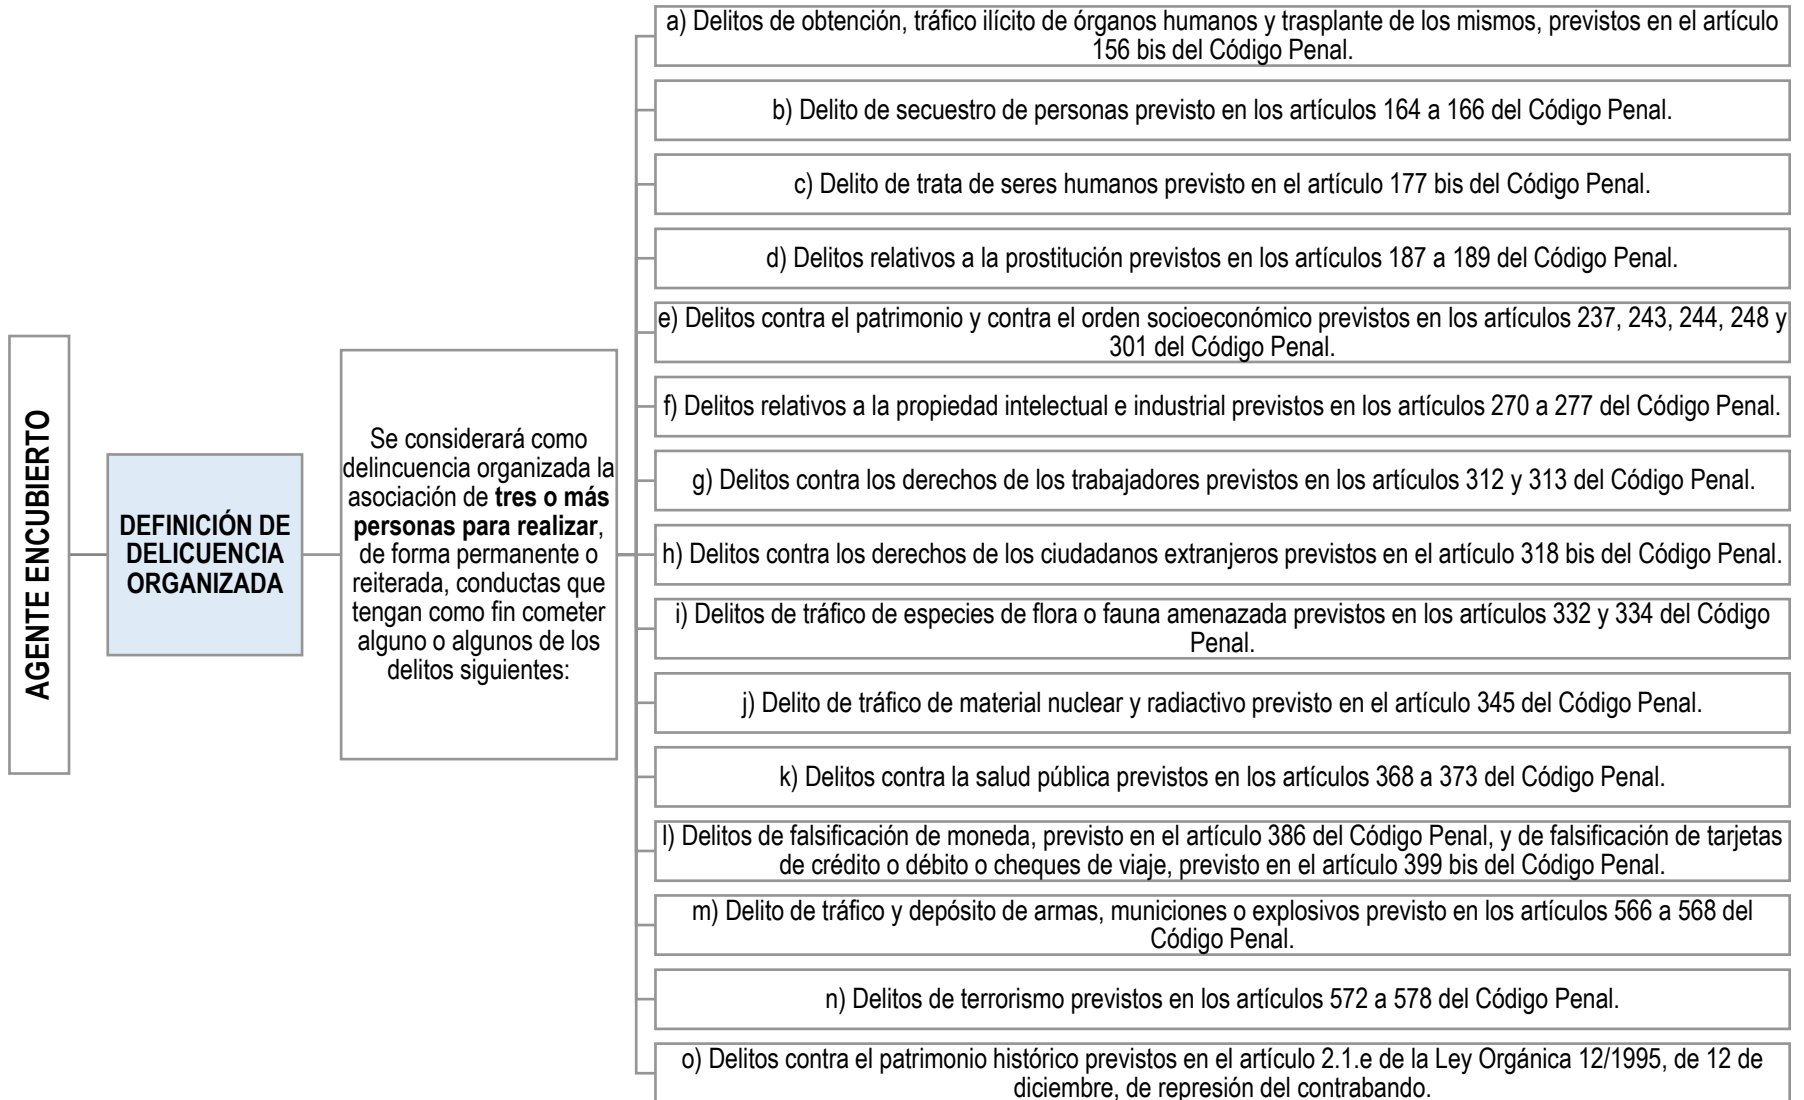 AGENTE ENCUBIERTO
DEFINICIÓN DE
DELICUENCIA
ORGANIZADA
Se considerará como
delincuencia organizada la
asociación de tres o más
personas para realizar,
de forma permanente o
reiterada, conductas que
tengan como fin cometer
alguno o algunos de los
delitos siguientes:
a) Delitos de obtención, tráfico ilícito de órganos humanos y trasplante de los mismos, previstos en el artículo
156 bis del Código Penal.
b) Delito de secuestro de personas previsto en los artículos 164 a 166 del Código Penal.
c) Delito de trata de seres humanos previsto en el artículo 177 bis del Código Penal.
d) Delitos relativos a la prostitución previstos en los artículos 187 a 189 del Código Penal.
e) Delitos contra el patrimonio y contra el orden socioeconómico previstos en los artículos 237, 243, 244, 248 y
301 del Código Penal.
f) Delitos relativos a la propiedad intelectual e industrial previstos en los artículos 270 a 277 del Código Penal.
g) Delitos contra los derechos de los trabajadores previstos en los artículos 312 y 313 del Código Penal.
h) Delitos contra los derechos de los ciudadanos extranjeros previstos en el artículo 318 bis del Código Penal.
i) Delitos de tráfico de especies de flora o fauna amenazada previstos en los artículos 332 y 334 del Código
Penal.
j) Delito de tráfico de material nuclear y radiactivo previsto en el artículo 345 del Código Penal.
k) Delitos contra la salud pública previstos en los artículos 368 a 373 del Código Penal.
l) Delitos de falsificación de moneda, previsto en el artículo 386 del Código Penal, y de falsificación de tarjetas
de crédito o débito o cheques de viaje, previsto en el artículo 399 bis del Código Penal.
m) Delito de tráfico y depósito de armas, municiones o explosivos previsto en los artículos 566 a 568 del
Código Penal.
n) Delitos de terrorismo previstos en los artículos 572 a 578 del Código Penal.
o) Delitos contra el patrimonio histórico previstos en el artículo 2.1.e de la Ley Orgánica 12/1995, de 12 de
diciembre, de represión del contrabando.